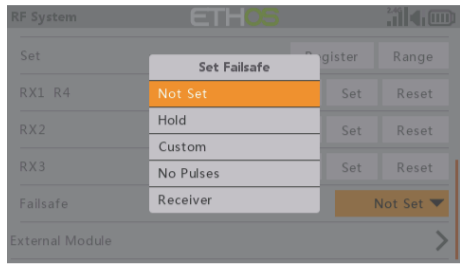 RF System ETHOS
Set Register Range
Set Failsafe
RX1 R4 Set Reset
Not Set
Hold
RX2 Set Reset
Custom
RX3 Set Reset
No Pulses
Receiver
Failsafe Not Set
External Module